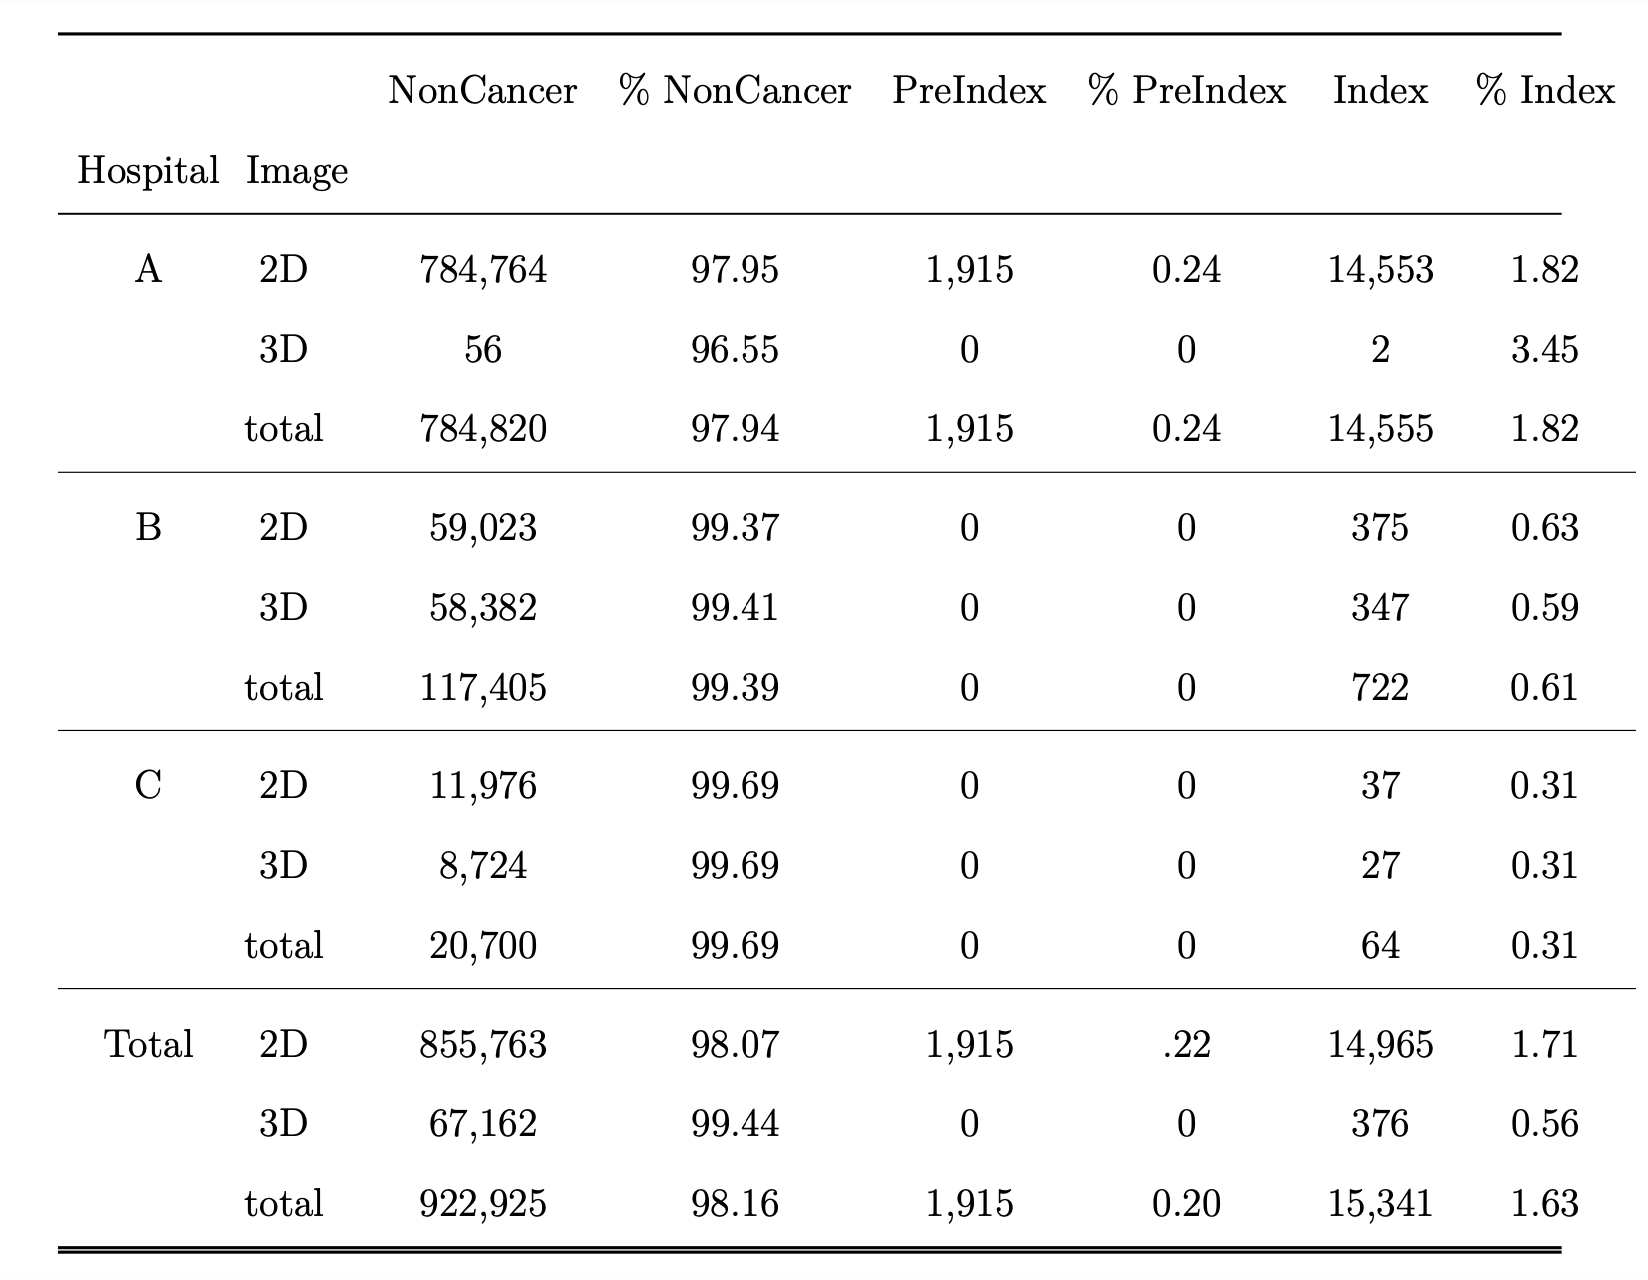 NonCancer % NonCancer PreIndex % PreIndex Index % Index
Hospital Image
A 2D 784,764 97.95 1,915 0.24 14,553 1.82
3D 56 96.55 0 0 2 3.45
total 784,820 97.94 1,915 0.24 14,555 1.82
B 2D 59,023 99.37 0 0 375 0.63
3D 58,382 99.41 0 0 347 0.59
total 117,405 99.39 0 0 722 0.61
C 2D 11,976 99.69 0 0 37 0.31
3D 8,724 99.69 0 0 27 0.31
total 20,700 99.69 0 0 64 0.31
Total 2D 855,763 98.07 1,915 .22 14,965 1.71
3D 67,162 99.44 0 0 376 0.56
total 922,925 98.16 1,915 0.20 15,341 1.63